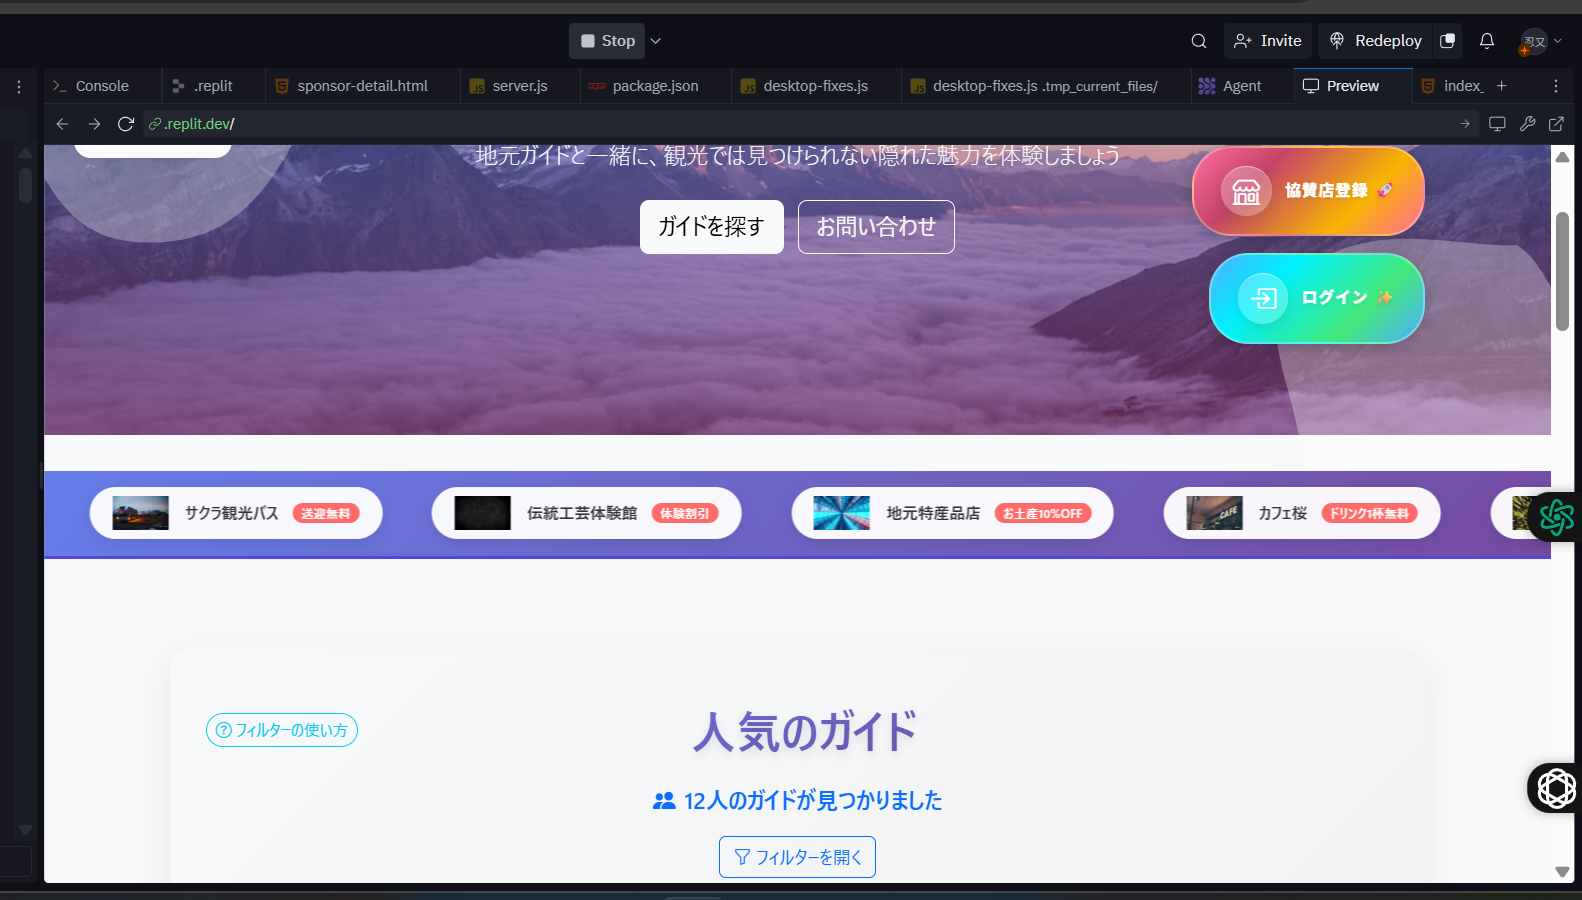 Stop
Invite
Redeploy
Console
.replit
sponsor-detail.html
server.js
package.json
desktop-fixes.js
desktop-fixes.js .tmp_current_files/
Agent
Preview
index_
.replit.dev/
地元ガイドと一緒に、観光では見つけられない隠れた魅力を体験しましょう
ガイドを探す
お問い合わせ
協賛店登録 🚀
ログイン ✨
サクラ観光バス 送迎無料
伝統工芸体験館 体験割引
地元特産品店 お土産10%OFF
カフェ桜 ドリンク1杯無料
フィルターの使い方
人気のガイド
12人のガイドが見つかりました
フィルターを開く